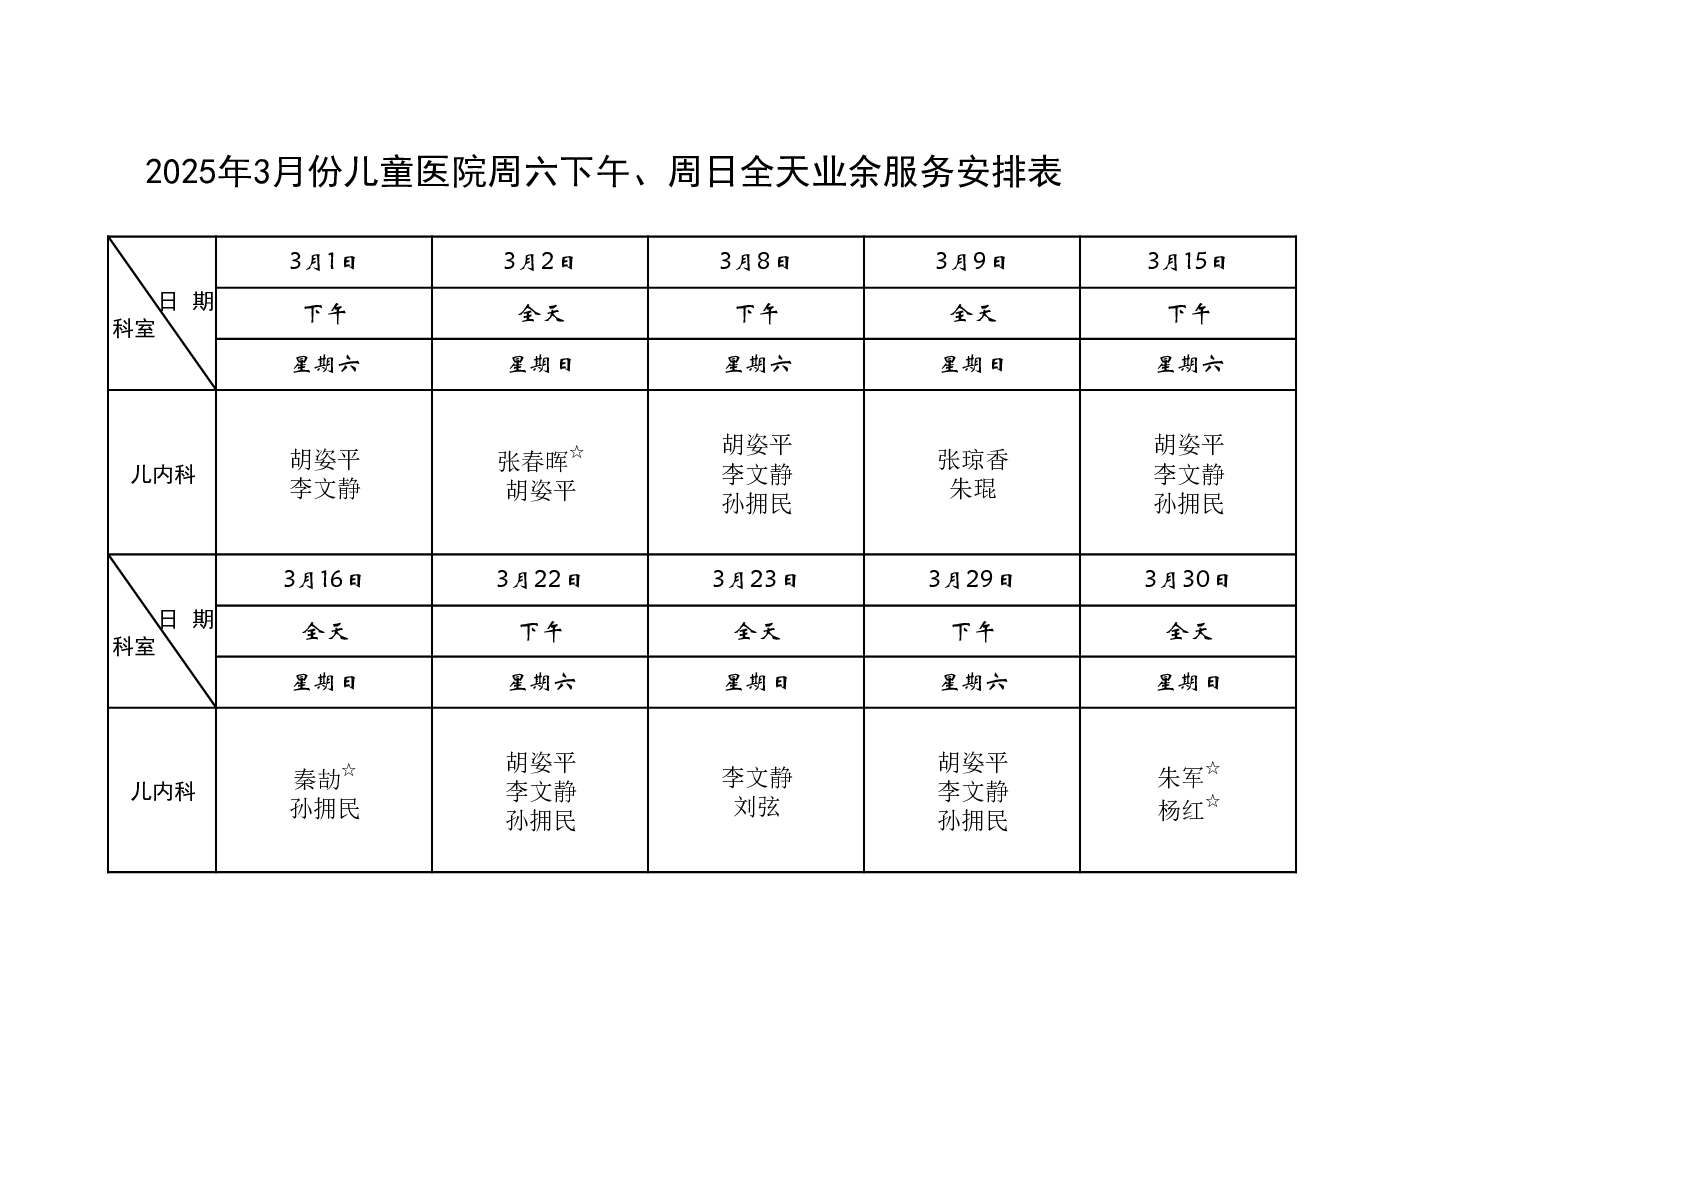 2025年3月份儿童医院周六下午、周日全天业余服务安排表
日 期
科室
3月1日 3月2日 3月8日 3月9日 3月15日
下午 全天 下午 全天 下午
星期六 星期日 星期六 星期日 星期六
儿内科
胡姿平
李文静
张春晖☆
胡姿平
胡姿平
李文静
孙拥民
张琼香
朱琨
胡姿平
李文静
孙拥民
日 期
科室
3月16日 3月22日 3月23日 3月29日 3月30日
全天 下午 全天 下午 全天
星期日 星期六 星期日 星期六 星期日
儿内科
秦劼☆
孙拥民
胡姿平
李文静
孙拥民
李文静
刘弦
胡姿平
李文静
孙拥民
朱军☆
杨红☆